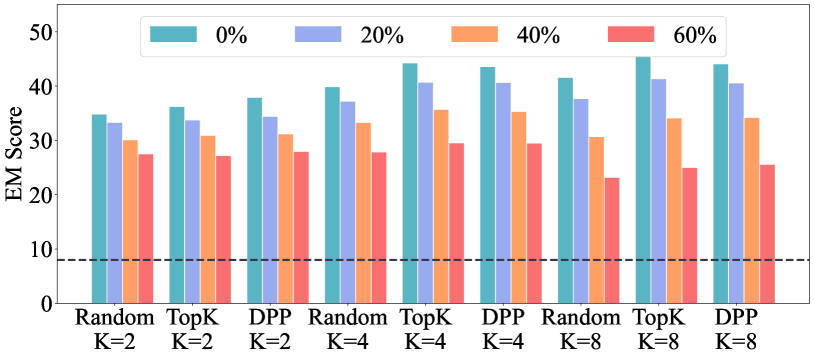 0% 20% 40% 60%
EM Score
50
40
30
20
10
0
Random TopK DPP Random TopK DPP Random TopK DPP
K=2 K=2 K=2 K=4 K=4 K=4 K=8 K=8 K=8